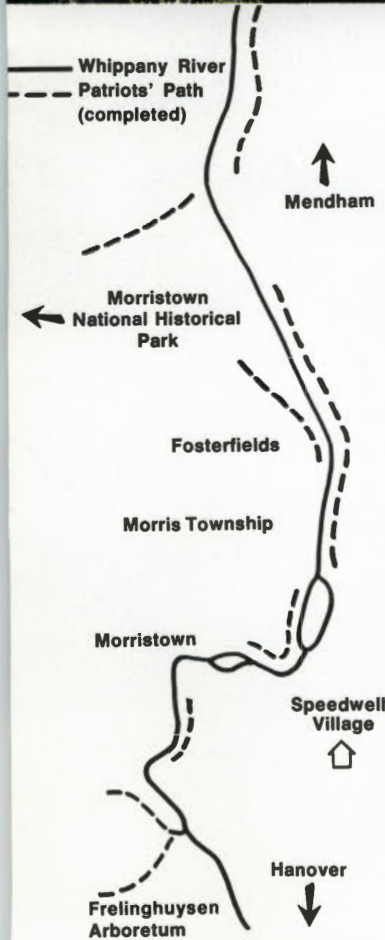 Whippany River
Patriots' Path
(completed)
Mendham
Morristown
National Historical
Park
Fosterfields
Morris Township
Morristown
Speedwell
Village
Hanover
Frelinghuysen
Arboretum